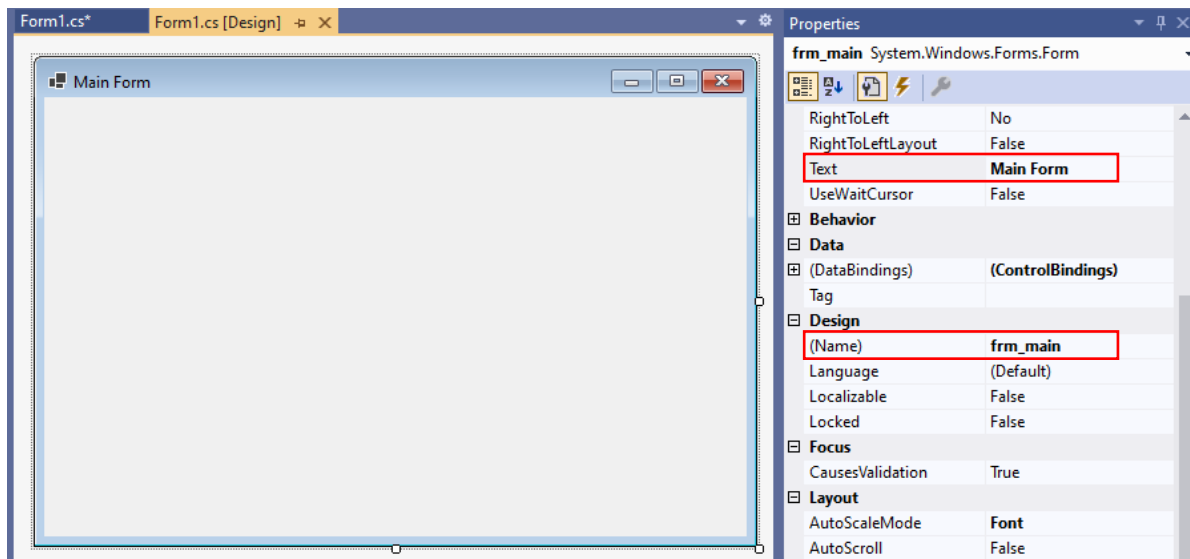 Form1.cs*
Form1.cs [Design]
Main Form
Properties
frm_main System.Windows.Forms.Form
RightToLeft No
RightToLeftLayout False
Text Main Form
UseWaitCursor False
Behavior
Data
(DataBindings) (ControlBindings)
Tag
Design
(Name) frm_main
Language (Default)
Localizable False
Locked False
Focus
CausesValidation True
Layout
AutoScaleMode Font
AutoScroll False